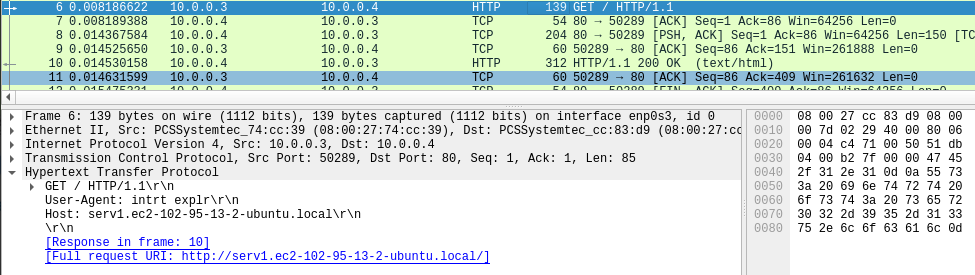 6 0.008186622 10.0.0.3 10.0.0.4 HTTP 139 GET / HTTP/1.1
7 0.008189388 10.0.0.4 10.0.0.3 TCP 54 80 → 50289 [ACK] Seq=1 Ack=86 Win=64256 Len=0
8 0.014367584 10.0.0.4 10.0.0.3 TCP 204 80 → 50289 [PSH, ACK] Seq=1 Ack=86 Win=64256 Len=150 [TC
9 0.014525650 10.0.0.3 10.0.0.4 TCP 60 50289 → 80 [ACK] Seq=86 Ack=151 Win=261888 Len=0
10 0.014530158 10.0.0.4 10.0.0.3 HTTP 312 HTTP/1.1 200 OK (text/html)
11 0.014631599 10.0.0.3 10.0.0.4 TCP 60 50289 → 80 [ACK] Seq=86 Ack=409 Win=261632 Len=0
Frame 6: 139 bytes on wire (1112 bits), 139 bytes captured (1112 bits) on interface enp0s3, id 0
Ethernet II, Src: PCSSystemtec_74:cc:39 (08:00:27:74:cc:39), Dst: PCSSystemtec_cc:83:d9 (08:00:27:cc
Internet Protocol Version 4, Src: 10.0.0.3, Dst: 10.0.0.4
Transmission Control Protocol, Src Port: 50289, Dst Port: 80, Seq: 1, Ack: 1, Len: 85
Hypertext Transfer Protocol
GET / HTTP/1.1\r\n
User-Agent: intrt explr\r\n
Host: serv1.ec2-102-95-13-2-ubuntu.local\r\n
\r\n
[Response in frame: 10]
[Full request URI: http://serv1.ec2-102-95-13-2-ubuntu.local/]
0000 08 00 27 cc 83 d9 08 00
0010 00 7d 02 29 40 00 80 06
0020 00 04 c4 71 00 50 51 db
0030 04 00 b2 7f 00 00 47 45
0040 2f 31 2e 31 0d 0a 55 73
0050 3a 20 69 6e 74 72 74 20
0060 6f 73 74 3a 20 73 65 72
0070 30 32 2d 39 35 2d 31 33
0080 75 2e 6c 6f 63 61 6c 0d